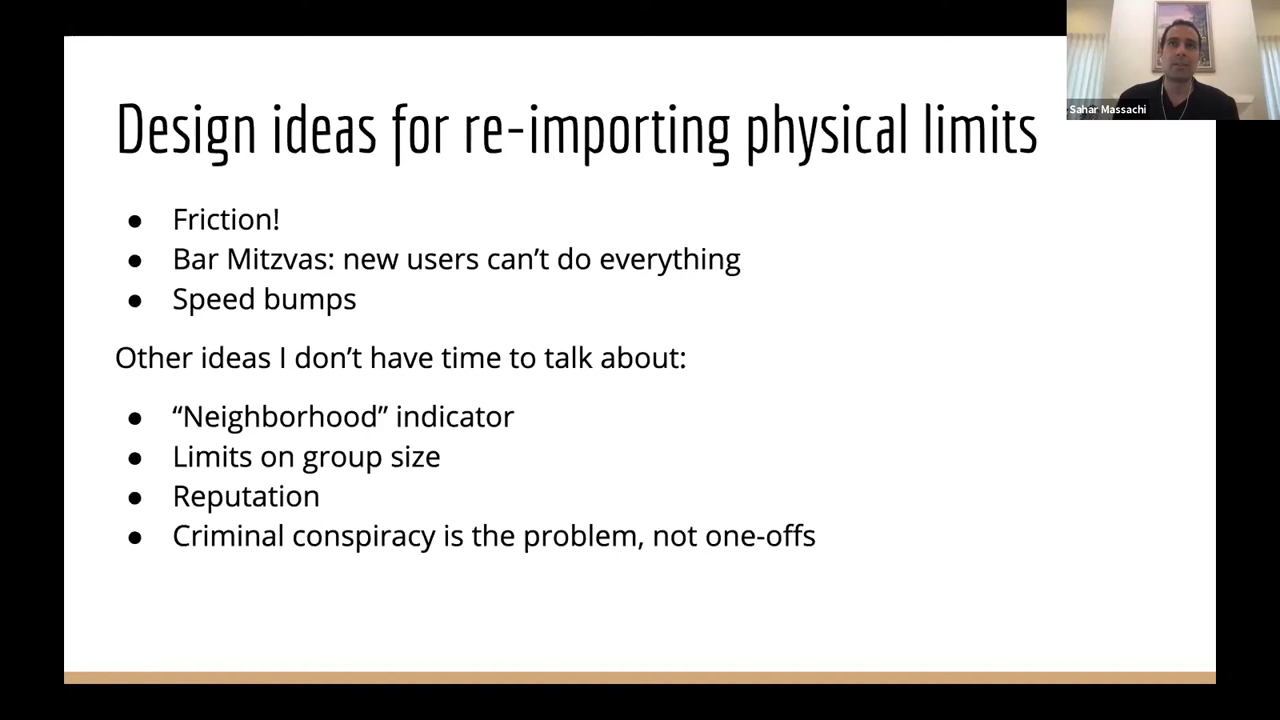 Sahar Massachi
Design ideas for re-importing physical limits
● Friction!
● Bar Mitzvas: new users can’t do everything
● Speed bumps
Other ideas I don’t have time to talk about:
● “Neighborhood” indicator
● Limits on group size
● Reputation
● Criminal conspiracy is the problem, not one-offs